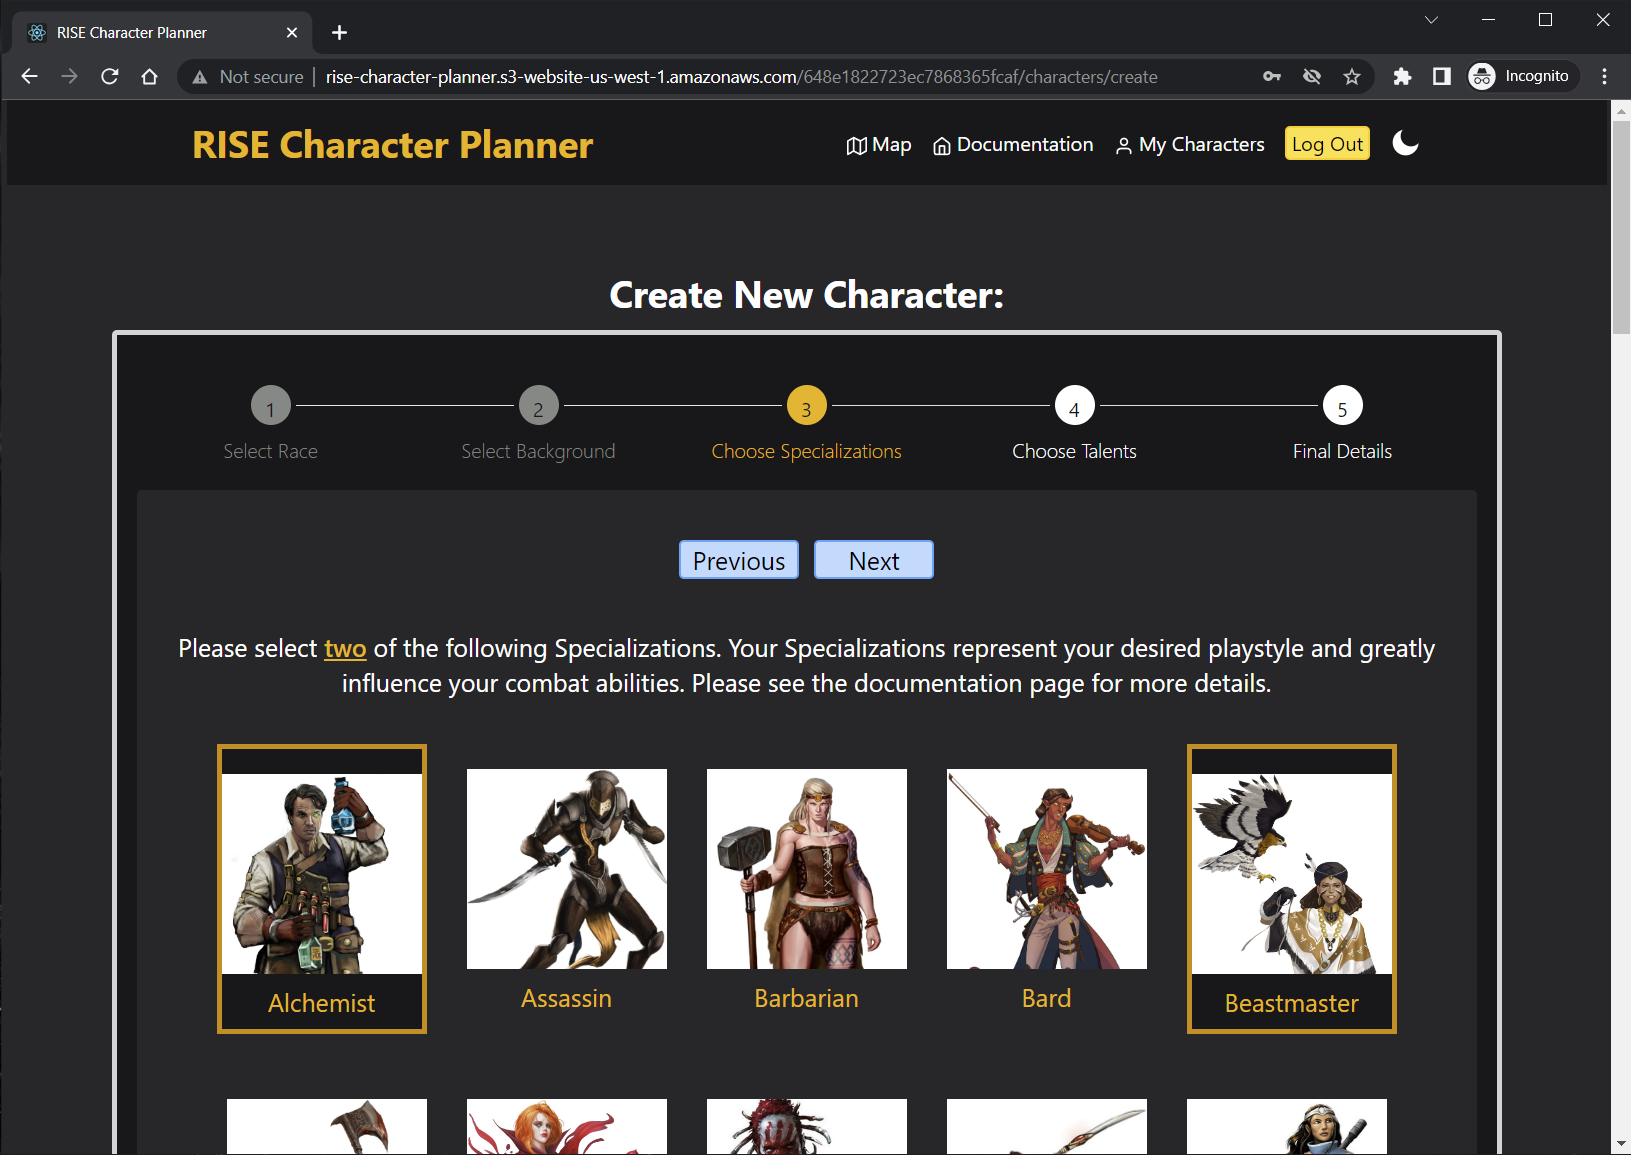 RISE Character Planner
Not secure rise-character-planner.s3-website-us-west-1.amazonaws.com/648e1822723ec7868365fcaf/characters/create Incognito
RISE Character Planner Map Documentation My Characters Log Out
Create New Character:
1 2 3 4 5
Select Race Select Background Choose Specializations Choose Talents Final Details
Previous Next
Please select two of the following Specializations. Your Specializations represent your desired playstyle and greatly
influence your combat abilities. Please see the documentation page for more details.
Alchemist Assassin Barbarian Bard Beastmaster